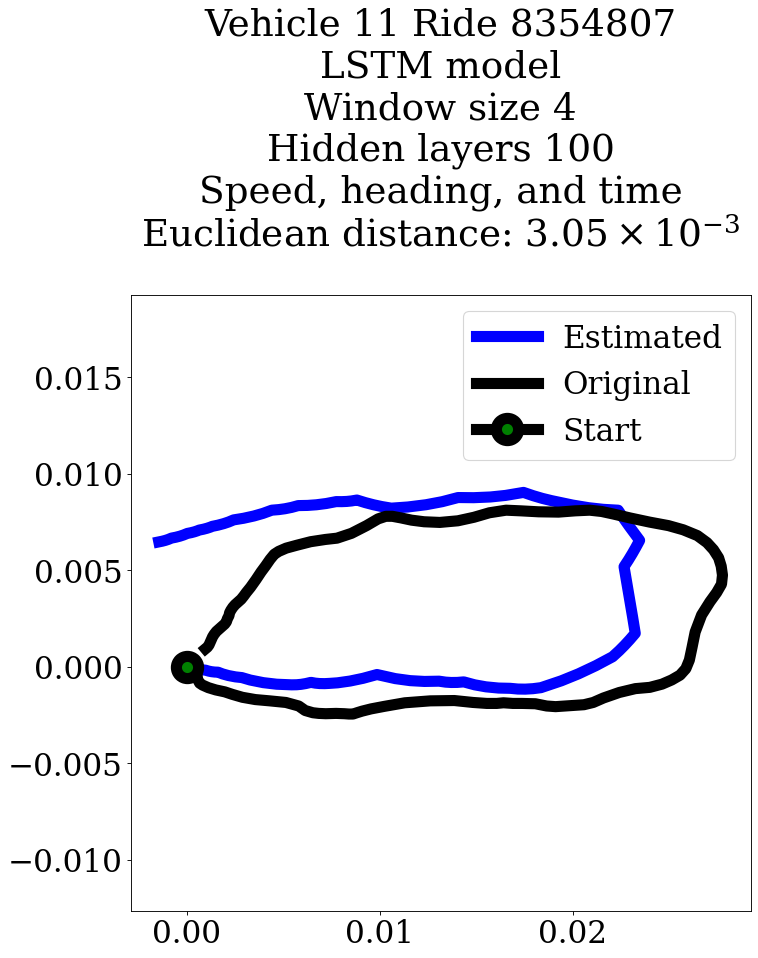 Vehicle 11 Ride 8354807
LSTM model
Window size 4
Hidden layers 100
Speed, heading, and time
Euclidean distance: 3.05 × 10⁻³
Estimated
Original
Start
0.015
0.010
0.005
0.000
−0.005
−0.010
0.00 0.01 0.02